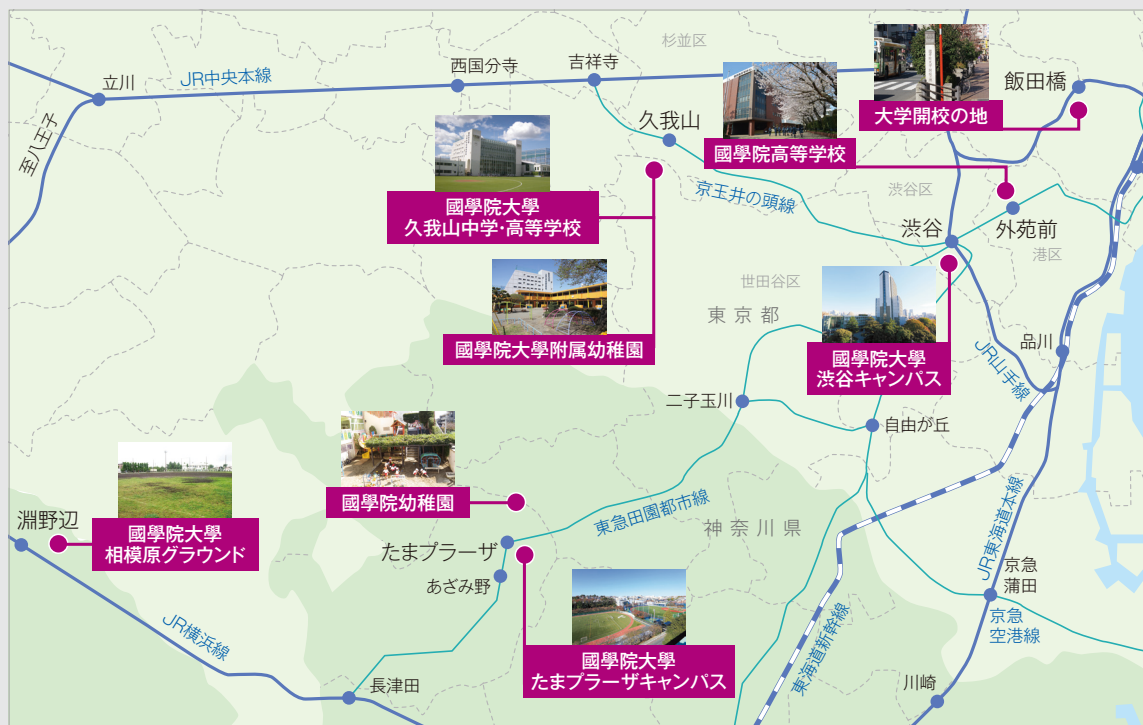 杉並区
吉祥寺
西国分寺
立川
JR中央本線
至八王子
飯田橋
大学開校の地
久我山
國學院高等学校
京王井の頭線
渋谷区
國學院大學
久我山中学・高等学校
渋谷
外苑前
港区
世田谷区
東京都
國學院大學附属幼稚園
國學院大學
渋谷キャンパス
品川
JR山手線
二子玉川
自由が丘
國學院幼稚園
東急田園都市線
神奈川県
淵野辺
國學院大學
相模原グラウンド
たまプラーザ
あざみ野
JR東海道本線
京急
蒲田
京急
空港線
JR横浜線
國學院大學
たまプラーザキャンパス
東海道新幹線
長津田
川崎